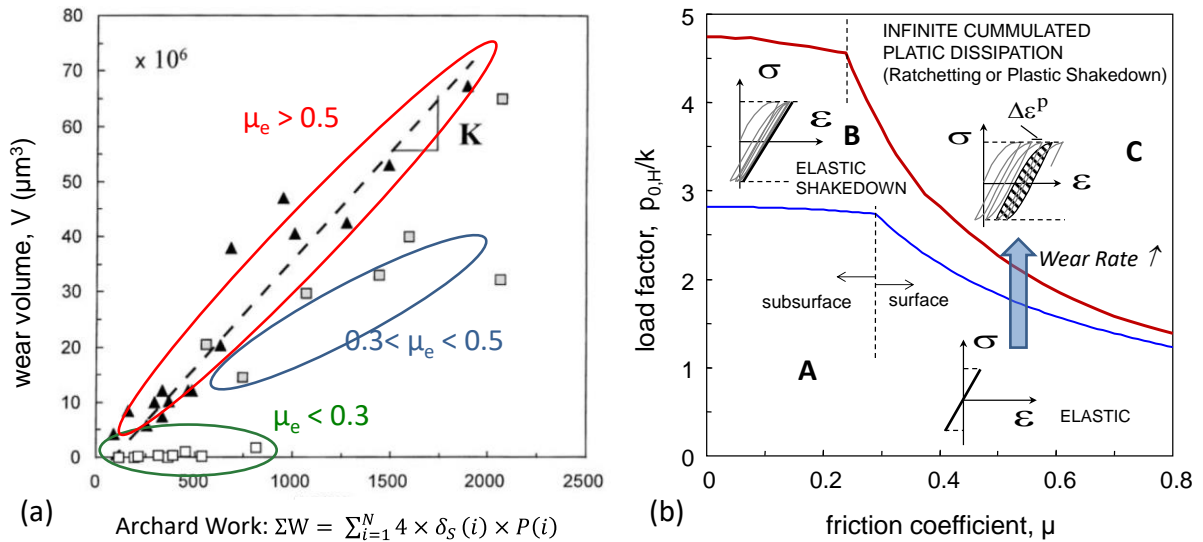 80
70
60
50
40
30
20
10
0
x 10⁶
μₑ > 0.5
K
0.3< μₑ < 0.5
μₑ < 0.3
wear volume, V (μm³)
0
500
1000
1500
2000
2500
(a)
Archard Work: ΣW = ∑ᵢ₌₁ᴺ 4 × δₛ(i) × P(i)
5
4
3
2
1
0
load factor, p₀,H/k
INFINITE CUMMULATED
PLATIC DISSIPATION
(Ratchetting or Plastic Shakedown)
σ
ε
B
ELASTIC
SHAKEDOWN
Δεᵖ
σ
ε
C
Wear Rate ↗
subsurface
surface
A
σ
ε
ELASTIC
0.0
0.2
0.4
0.6
0.8
(b)
friction coefficient, μ